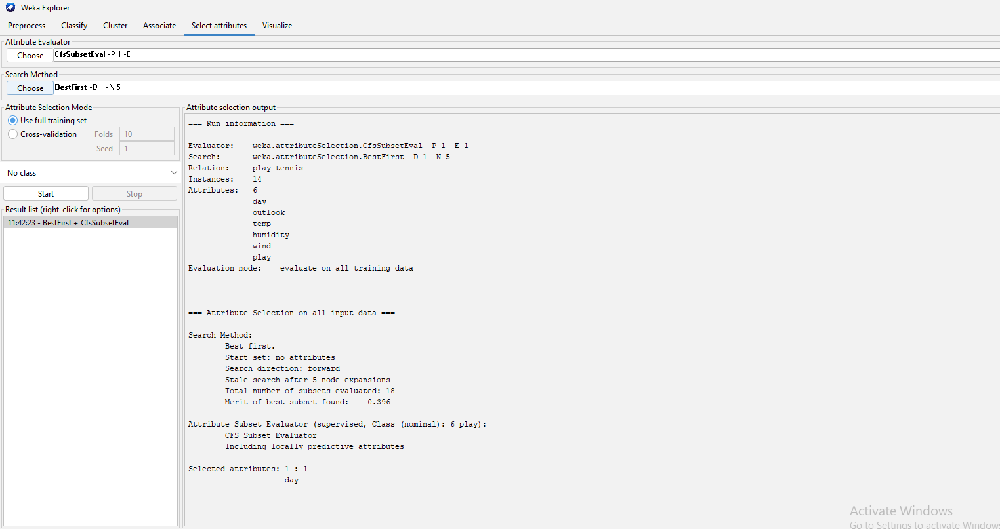 Weka Explorer
Preprocess Classify Cluster Associate Select attributes Visualize
Attribute Evaluator
Choose CfsSubsetEval -P 1 -E 1
Search Method
Choose BestFirst -D 1 -N 5
Attribute Selection Mode
Use full training set
Cross-validation Folds 10
Seed 1
No class
Start Stop
Result list (right-click for options)
11:42:23 - BestFirst + CfsSubsetEval
Attribute selection output
=== Run information ===
Evaluator: weka.attributeSelection.CfsSubsetEval -P 1 -E 1
Search: weka.attributeSelection.BestFirst -D 1 -N 5
Relation: play_tennis
Instances: 14
Attributes: 6
day
outlook
temp
humidity
wind
play
Evaluation mode: evaluate on all training data
=== Attribute Selection on all input data ===
Search Method:
Best first.
Start set: no attributes
Search direction: forward
Stale search after 5 node expansions
Total number of subsets evaluated: 18
Merit of best subset found: 0.396
Attribute Subset Evaluator (supervised, Class (nominal): 6 play):
CFS Subset Evaluator
Including locally predictive attributes
Selected attributes: 1 : 1
day
Activate Windows
Go to Settings to activate Windows